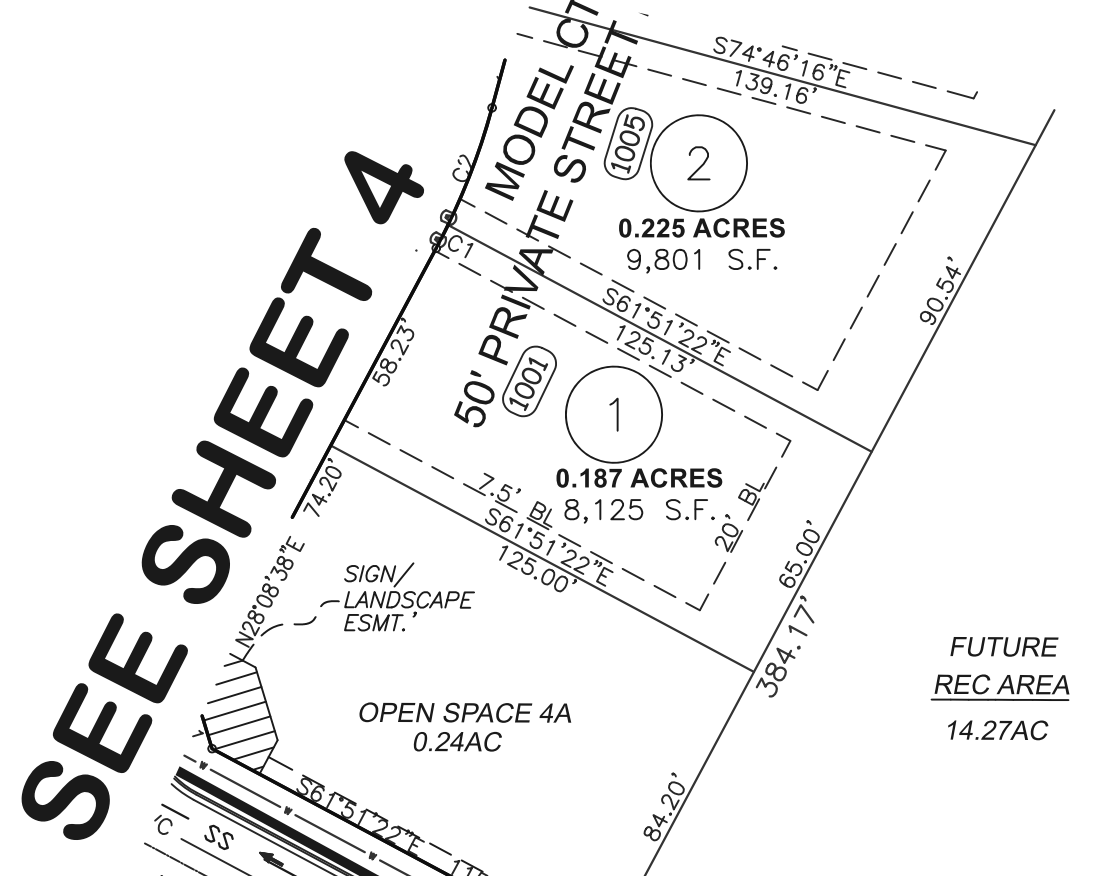 SEE SHEET 4
MODEL CT
50' PRIVATE STREET
S74°46'16"E
139.16'
1005
2
0.225 ACRES
9,801 S.F.
C2
C1
90.54'
S61°51'22"E
125.13'
58.23'
1001
1
0.187 ACRES
8,125 S.F.
7.5' BL
20' BL
S61°51'22"E
125.00'
74.20'
65.00'
384.17'
N28°08'38"E
SIGN/
LANDSCAPE
ESMT.'
FUTURE
REC AREA
14.27AC
OPEN SPACE 4A
0.24AC
84.20'
S61°51'22"E
W
W
W
SS